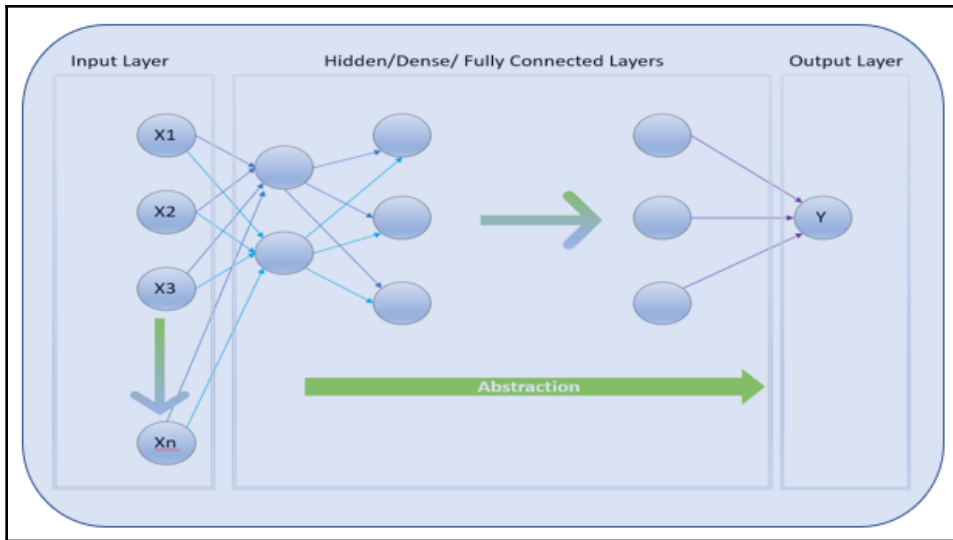 Input Layer
Hidden/Dense/ Fully Connected Layers
Output Layer
X1
X2
X3
Xn
Y
Abstraction